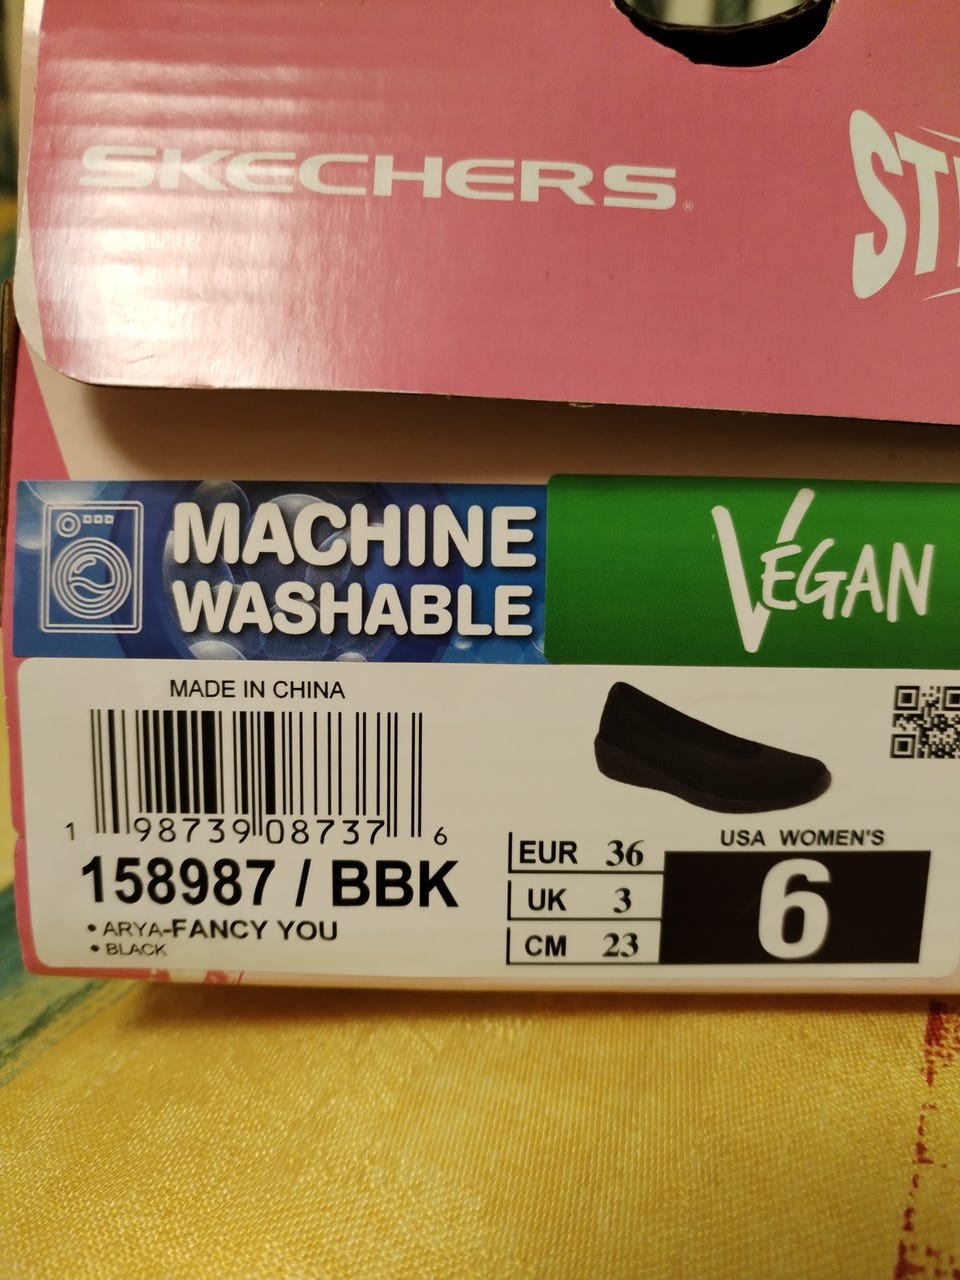 SKECHERS®
MACHINE
WASHABLE
VEGAN
MADE IN CHINA
1 98739 08737 6
158987 / BBK
• ARYA-FANCY YOU
• BLACK
EUR 36
UK 3
CM 23
USA WOMEN'S
6